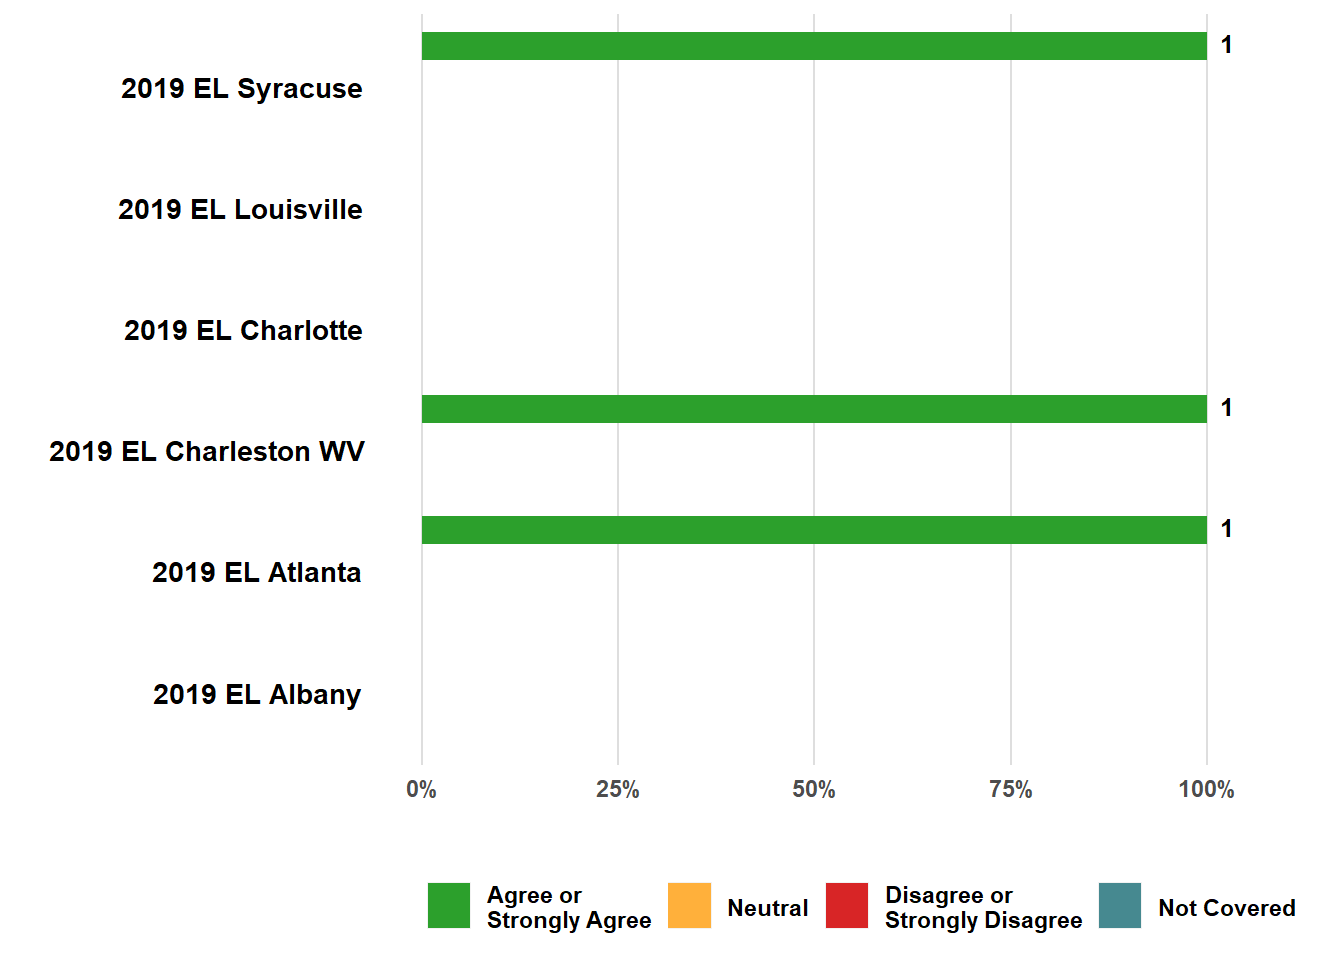 1
2019 EL Syracuse
2019 EL Louisville
2019 EL Charlotte
1
2019 EL Charleston WV
1
2019 EL Atlanta
2019 EL Albany
0% 25% 50% 75% 100%
Agree or
Strongly Agree
Neutral
Disagree or
Strongly Disagree
Not Covered